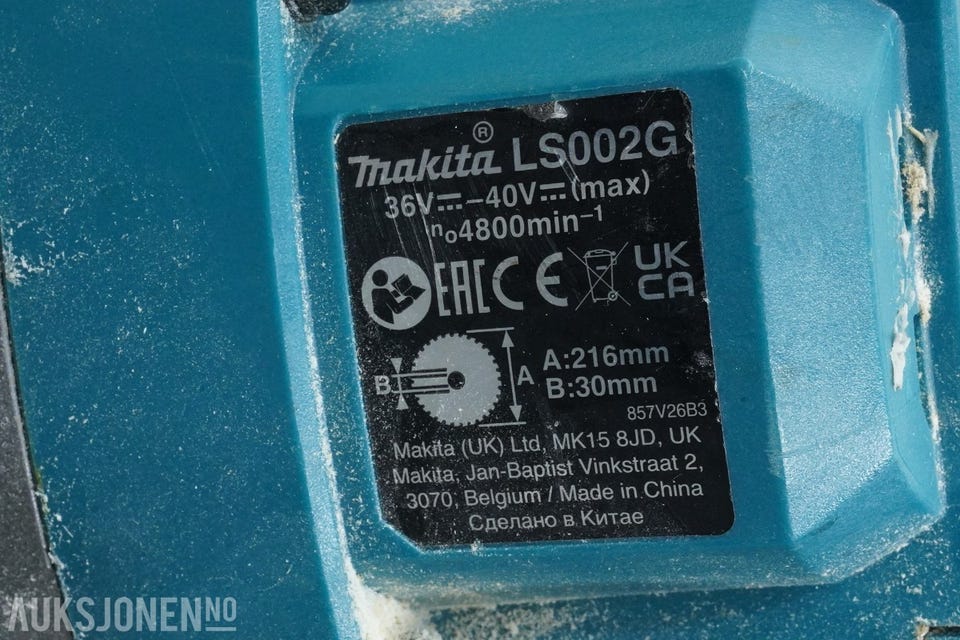 makita® LS002G
36V⎓–40V⎓(max)
n₀4800min⁻¹
EAC CE UK CA
A
B
A:216mm
B:30mm
857V26B3
Makita (UK) Ltd, MK15 8JD, UK
Makita, Jan-Baptist Vinkstraat 2,
3070, Belgium / Made in China
Сделано в Китае
AUKSJONEN.NO